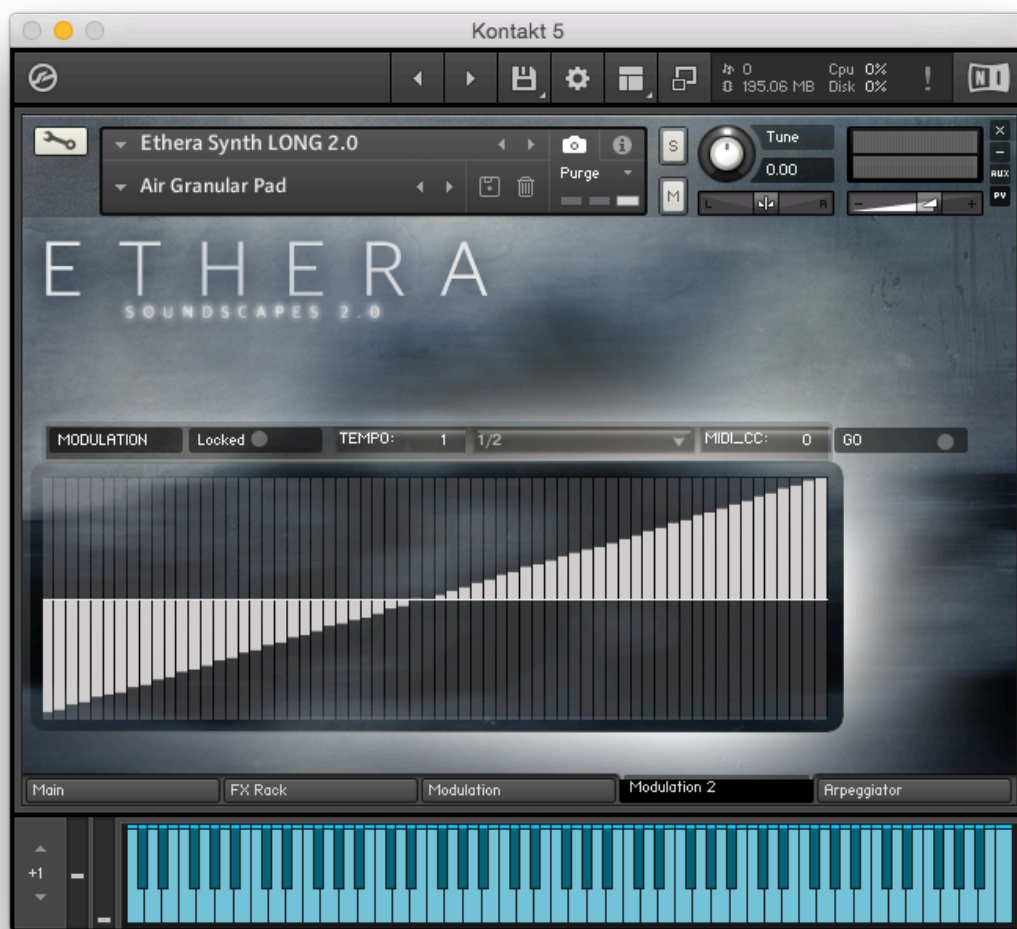 Kontakt 5
0 Cpu 0%
195.06 MB Disk 0%
!
NI
Ethera Synth LONG 2.0
Air Granular Pad
Purge
i
S
M
Tune
0.00
L R
- +
×
-
AUX
PV
ETHERA
SOUNDSCAPES 2.0
MODULATION Locked TEMPO: 1 1/2 MIDI_CC: 0 GO
Main FX Rack Modulation Modulation 2 Arpeggiator
+1